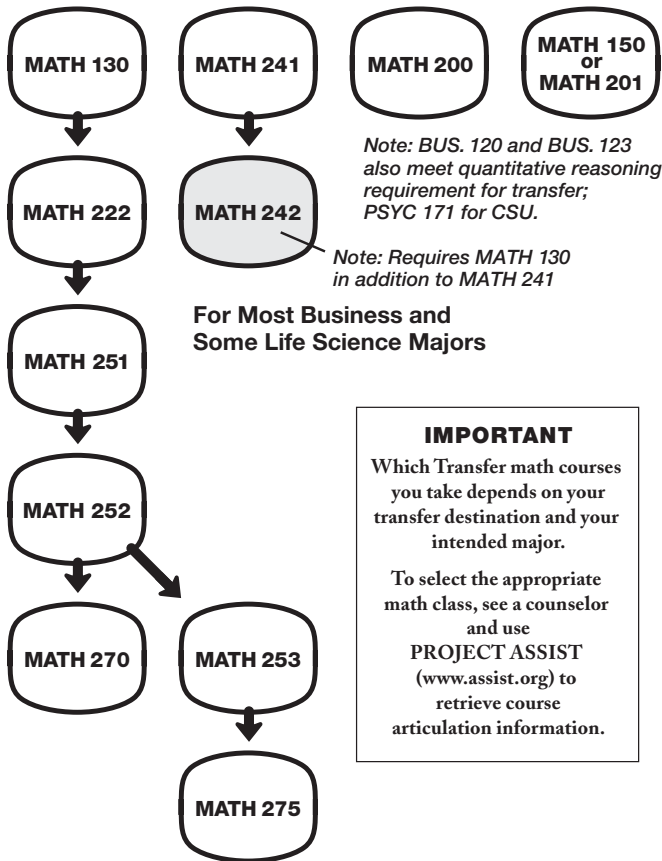 MATH 130
MATH 241
MATH 200
MATH 150
or
MATH 201
Note: BUS. 120 and BUS. 123
also meet quantitative reasoning
requirement for transfer;
PSYC 171 for CSU.
MATH 222
MATH 242
Note: Requires MATH 130
in addition to MATH 241
For Most Business and
Some Life Science Majors
MATH 251
MATH 252
MATH 270
MATH 253
MATH 275
IMPORTANT
Which Transfer math courses
you take depends on your
transfer destination and your
intended major.
To select the appropriate
math class, see a counselor
and use
PROJECT ASSIST
(www.assist.org) to
retrieve course
articulation information.